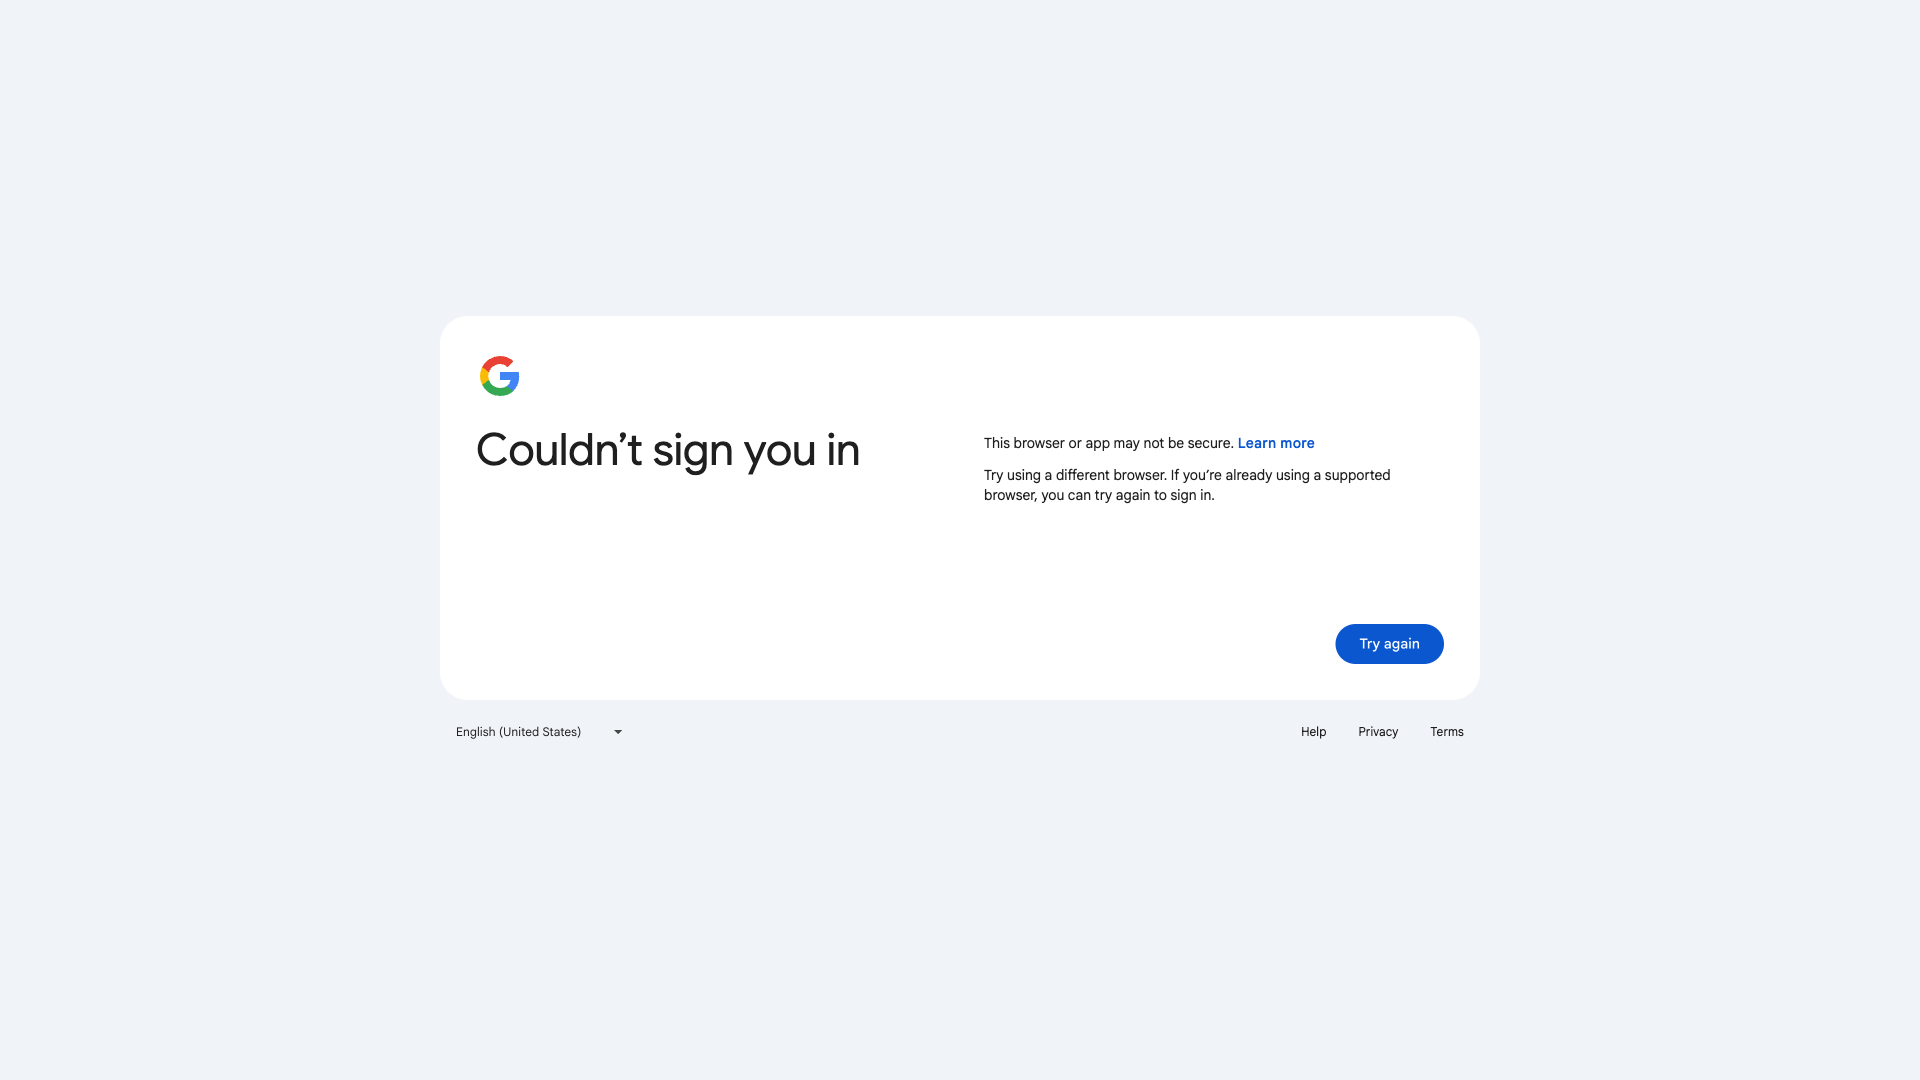 Couldn’t sign you in
This browser or app may not be secure. Learn more
Try using a different browser. If you’re already using a supported
browser, you can try again to sign in.
Try again
English (United States)
Help
Privacy
Terms